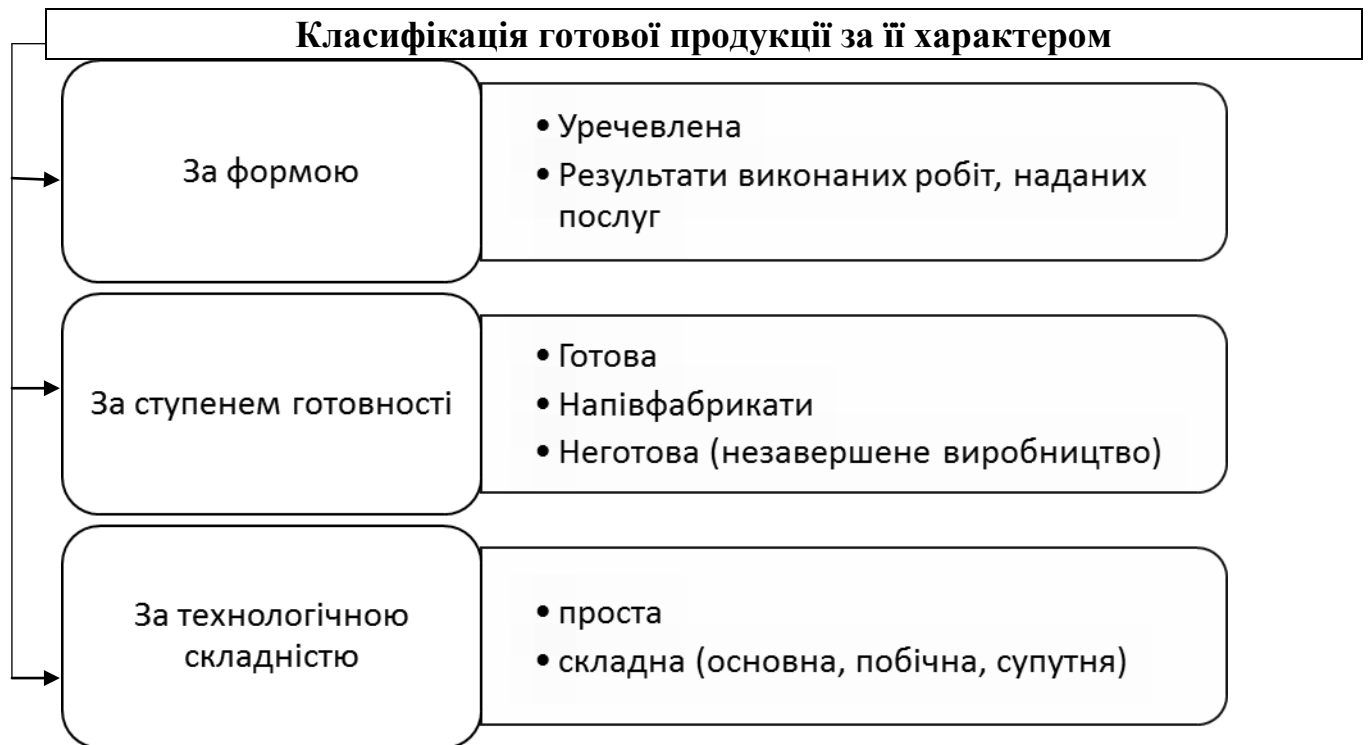 Класифікація готової продукції за її характером
За формою
• Уречевлена
• Результати виконаних робіт, наданих
послуг
За ступенем готовності
• Готова
• Напівфабрикати
• Неготова (незавершене виробництво)
За технологічною
складністю
• проста
• складна (основна, побічна, супутня)